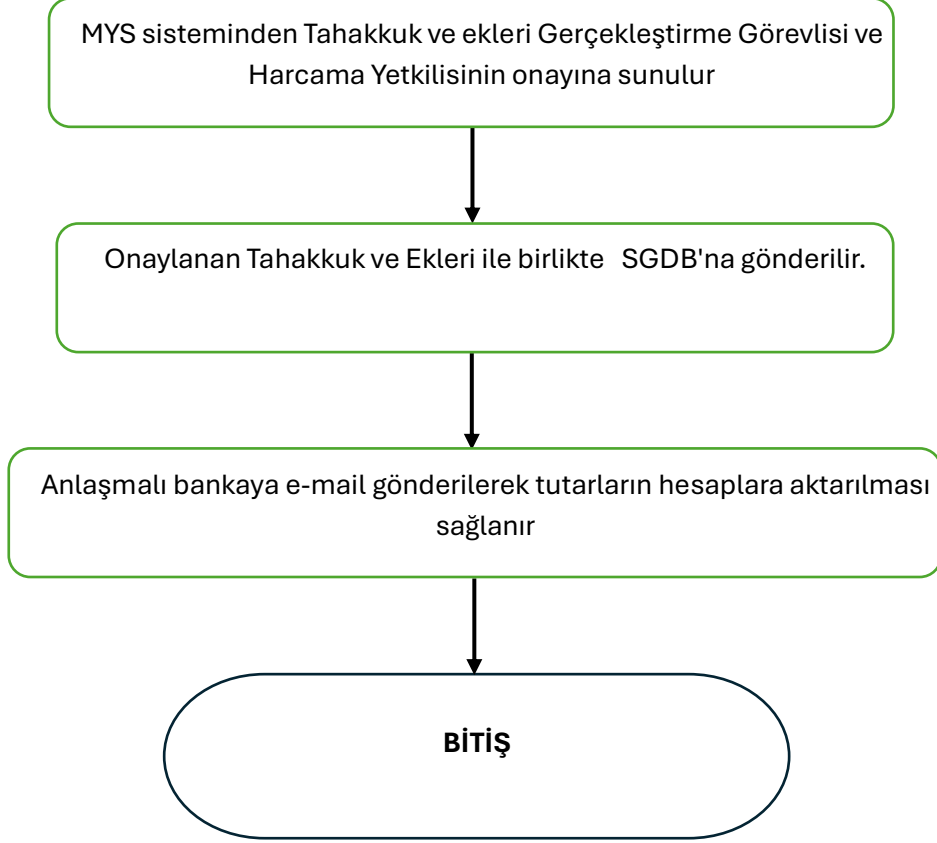 MYS sisteminden Tahakkuk ve ekleri Gerçekleştirme Görevlisi ve
Harcama Yetkilisinin onayına sunulur
Onaylanan Tahakkuk ve Ekleri ile birlikte   SGDB'na gönderilir.
Anlaşmalı bankaya e-mail gönderilerek tutarların hesaplara aktarılması
sağlanır
BİTİŞ